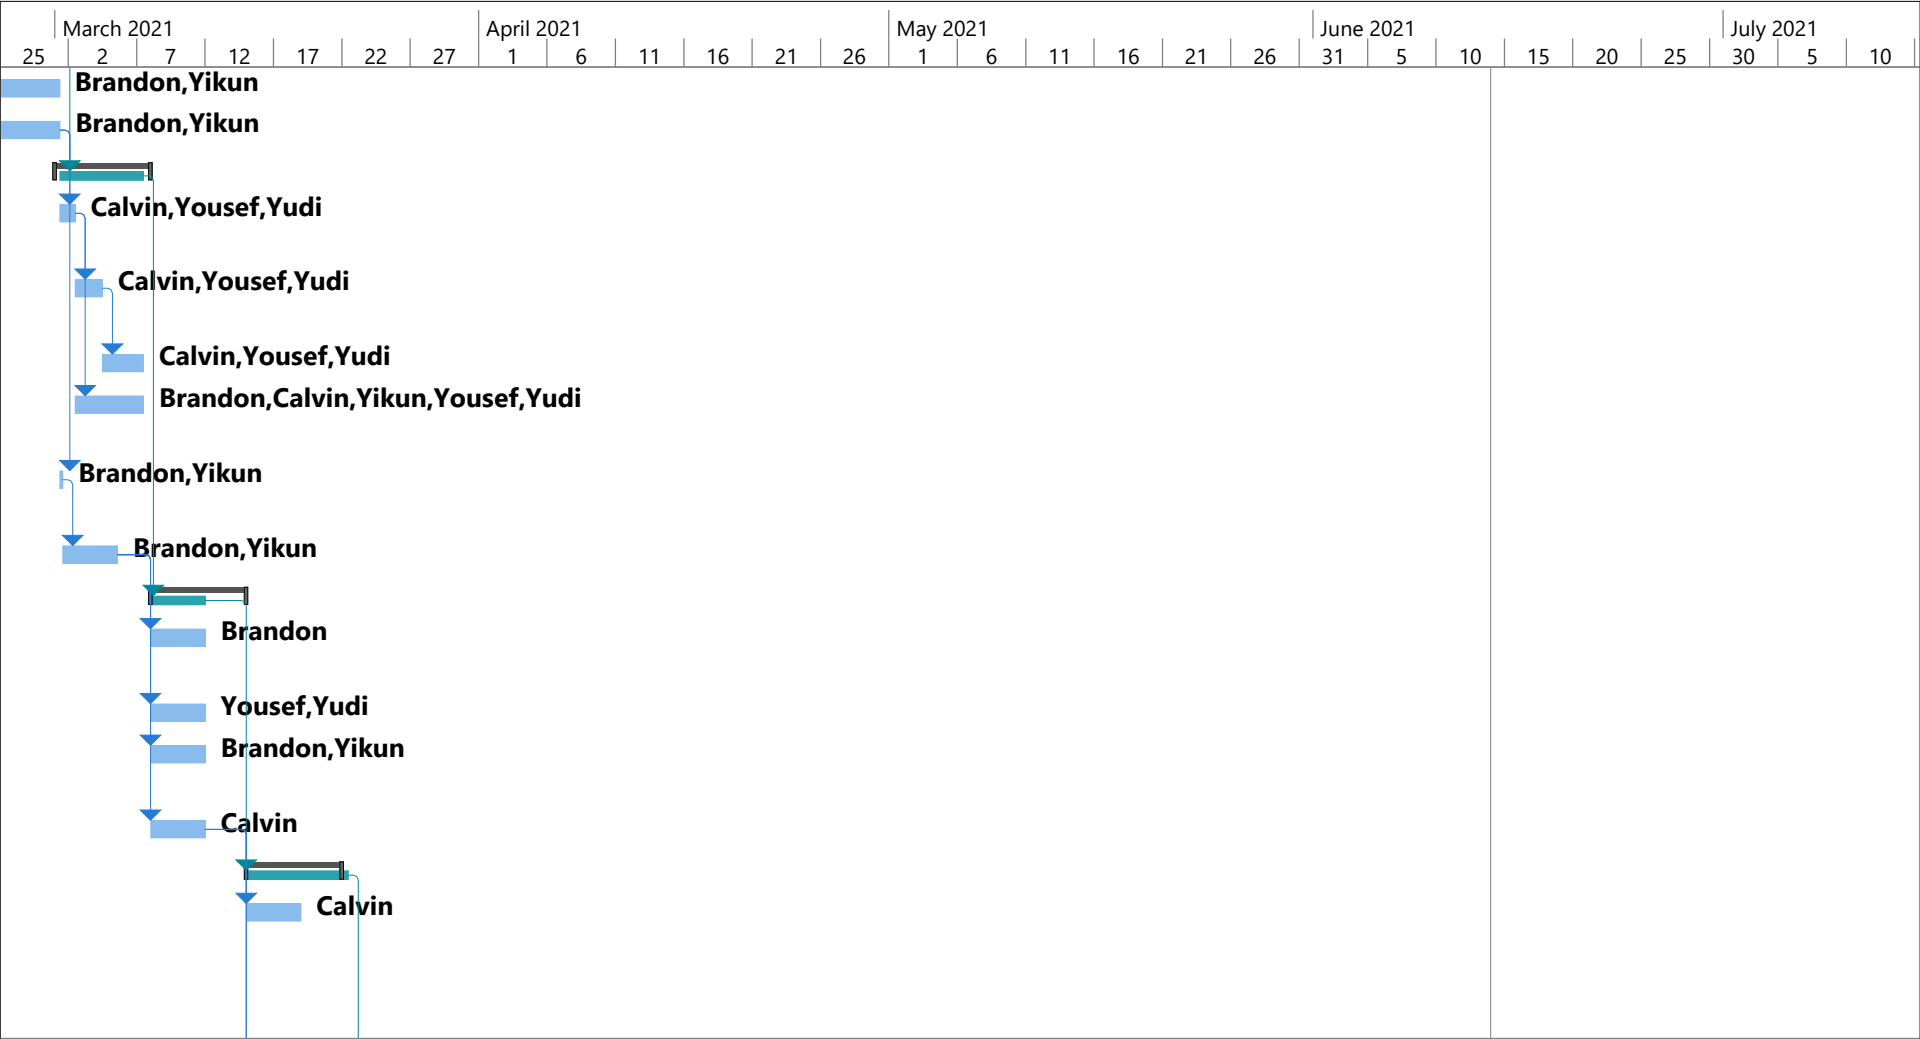 March 2021 April 2021 May 2021 June 2021 July 2021
25 2 7 12 17 22 27 1 6 11 16 21 26 1 6 11 16 21 26 31 5 10 15 20 25 30 5 10
Brandon,Yikun
Brandon,Yikun
Calvin,Yousef,Yudi
Calvin,Yousef,Yudi
Calvin,Yousef,Yudi
Brandon,Calvin,Yikun,Yousef,Yudi
Brandon,Yikun
Brandon,Yikun
Brandon
Yousef,Yudi
Brandon,Yikun
Calvin
Calvin